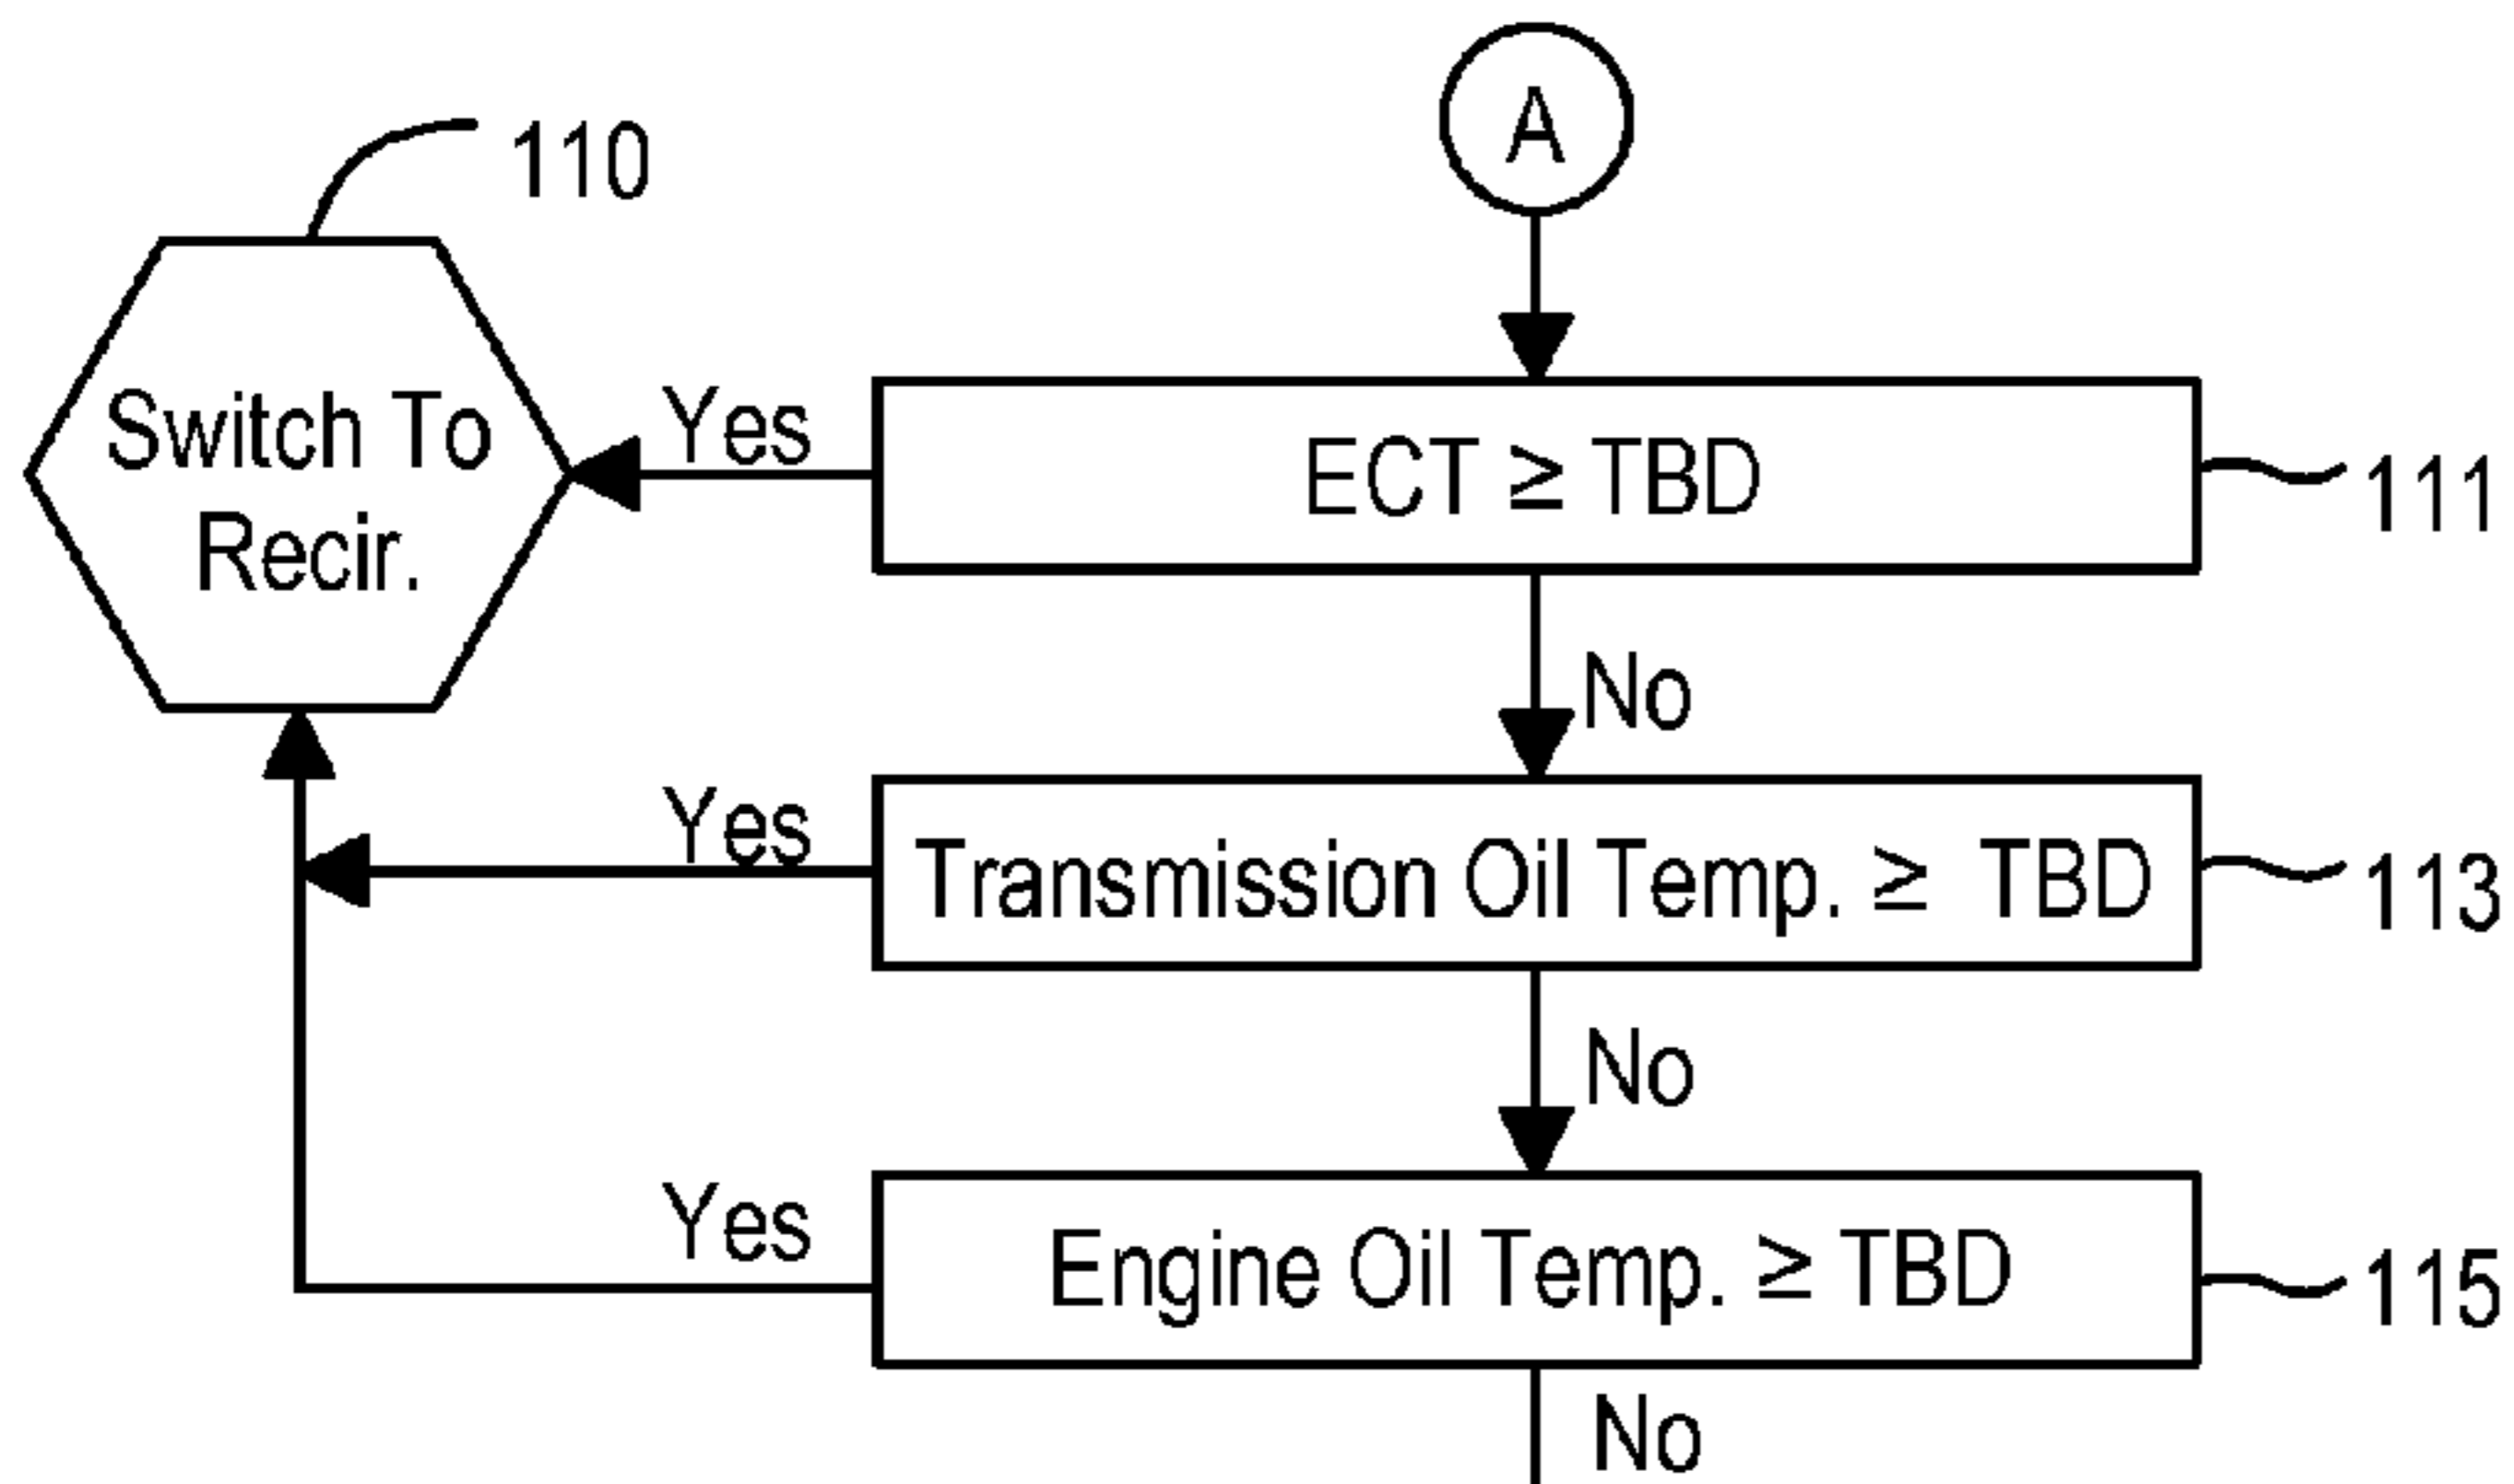 A
110
Switch To
Recir.
Yes
ECT ≥ TBD
111
No
Yes
Transmission Oil Temp. ≥ TBD
113
No
Yes
Engine Oil Temp. ≥ TBD
115
No